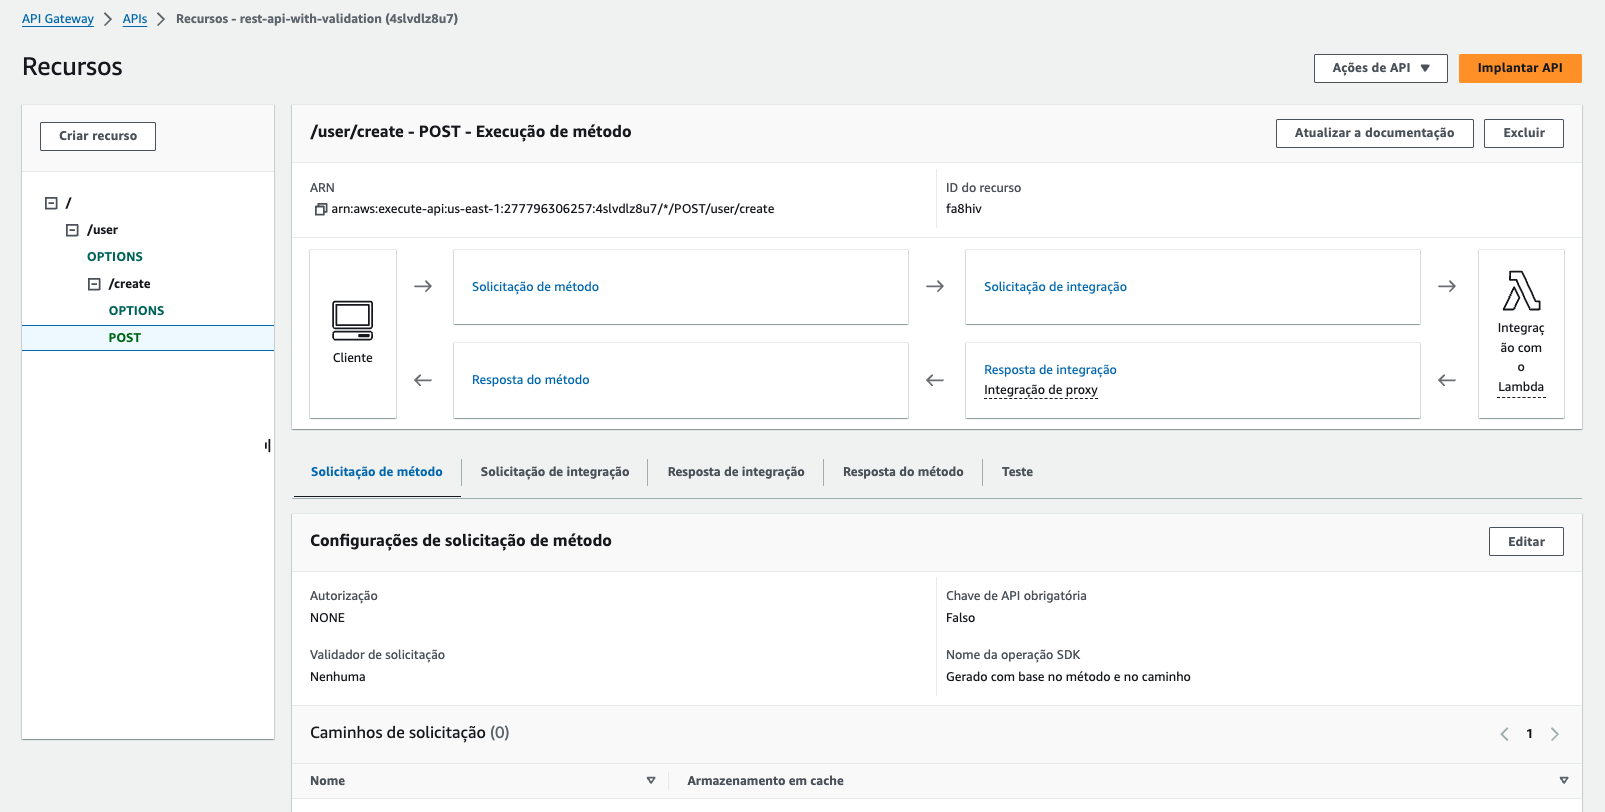 API Gateway > APIs > Recursos - rest-api-with-validation (4slvdlz8u7)
Recursos
Ações de API
Implantar API
Criar recurso
/
/user
OPTIONS
/create
OPTIONS
POST
/user/create - POST - Execução de método
Atualizar a documentação
Excluir
ARN
arn:aws:execute-api:us-east-1:277796306257:4slvdlz8u7/*/POST/user/create
ID do recurso
fa8hiv
Cliente
Solicitação de método
Solicitação de integração
Resposta do método
Resposta de integração
Integração de proxy
Integraç
ão com
o
Lambda
Solicitação de método
Solicitação de integração
Resposta de integração
Resposta do método
Teste
Configurações de solicitação de método
Editar
Autorização
NONE
Chave de API obrigatória
Falso
Validador de solicitação
Nenhuma
Nome da operação SDK
Gerado com base no método e no caminho
Caminhos de solicitação (0)
1
Nome
Armazenamento em cache